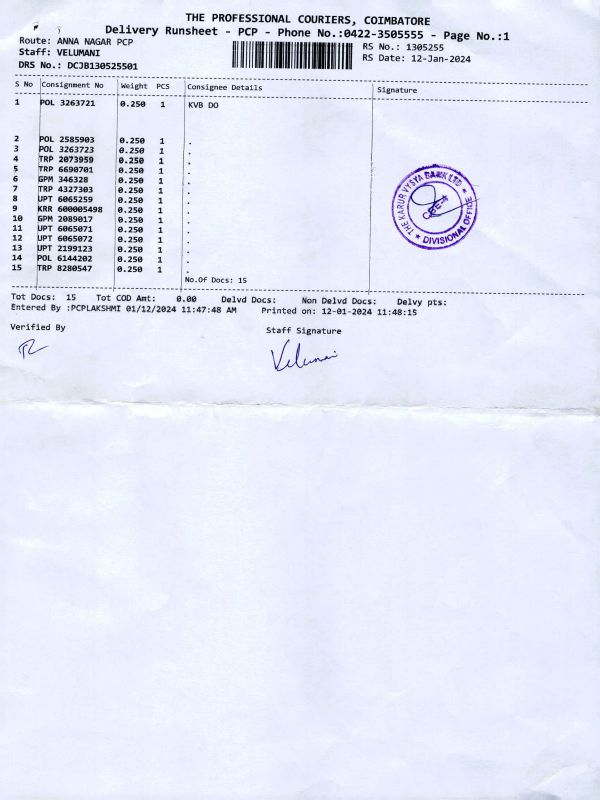 THE PROFESSIONAL COURIERS, COIMBATORE
Delivery Runsheet - PCP - Phone No.:0422-3505555 - Page No.:1
Route: ANNA NAGAR PCP
RS No.: 1305255
Staff: VELUMANI
RS Date: 12-Jan-2024
DRS No.: DCJB130525501
S No Consignment No Weight PCS Consignee Details Signature
1 POL 3263721 0.250 1 KVB DO
2 POL 2585903 0.250 1 .
3 POL 3263723 0.250 1 .
4 TRP 2073959 0.250 1 .
5 TRP 6690701 0.250 1 .
6 GPM 346328 0.250 1 .
7 TRP 4327303 0.250 1 .
8 UPT 6065259 0.250 1 .
9 KRR 600005498 0.250 1 .
10 GPM 2089017 0.250 1 .
11 UPT 6065071 0.250 1 .
12 UPT 6065072 0.250 1 .
13 UPT 2199123 0.250 1 .
14 POL 6144202 0.250 1 .
15 TRP 8280547 0.250 1 .
THE KARUR VYSYA BANK LTD
CBE
DIVISIONAL OFFICE
No.Of Docs: 15
Tot Docs: 15 Tot COD Amt: 0.00 Delvd Docs: Non Delvd Docs: Delvy pts:
Entered By :PCPLAKSHMI 01/12/2024 11:47:48 AM Printed on: 12-01-2024 11:48:15
Verified By Staff Signature
Velumai